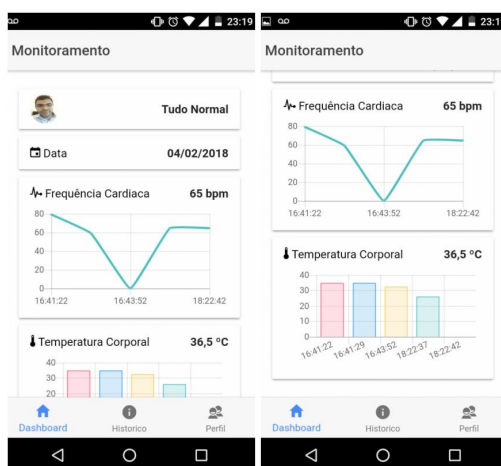 23:19
Monitoramento
Tudo Normal
Data 04/02/2018
Frequência Cardiaca 65 bpm
80
60
40
20
0
16:41:22 16:43:52 18:22:42
Temperatura Corporal 36,5 ºC
40
30
20
Dashboard Historico Perfil
23:1
Monitoramento
Frequência Cardiaca 65 bpm
80
60
40
20
0
16:41:22 16:43:52 18:22:42
Temperatura Corporal 36,5 ºC
40
30
20
10
0
16:41:22 16:41:29 16:43:52 18:22:37 18:22:42
Dashboard Historico Perfil